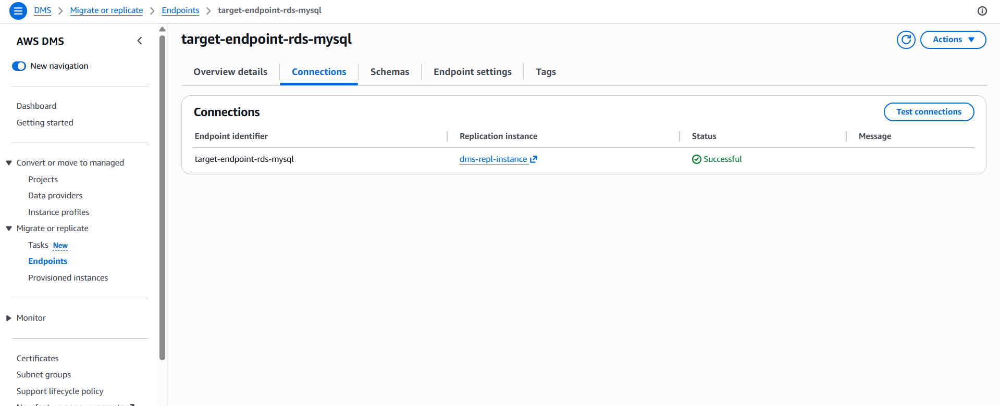 DMS > Migrate or replicate > Endpoints > target-endpoint-rds-mysql
AWS DMS
New navigation
Dashboard
Getting started
Convert or move to managed
Projects
Data providers
Instance profiles
Migrate or replicate
Tasks New
Endpoints
Provisioned instances
Monitor
Certificates
Subnet groups
Support lifecycle policy
target-endpoint-rds-mysql
Actions
Overview details
Connections
Schemas
Endpoint settings
Tags
Connections
Test connections
Endpoint identifier Replication instance Status Message
target-endpoint-rds-mysql dms-repl-instance Successful